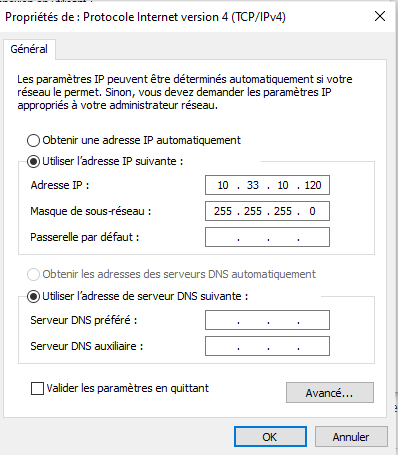 Propriétés de : Protocole Internet version 4 (TCP/IPv4)
Général
Les paramètres IP peuvent être déterminés automatiquement si votre
réseau le permet. Sinon, vous devez demander les paramètres IP
appropriés à votre administrateur réseau.
Obtenir une adresse IP automatiquement
Utiliser l'adresse IP suivante :
Adresse IP : 10 . 33 . 10 . 120
Masque de sous-réseau : 255 . 255 . 255 . 0
Passerelle par défaut : . . .
Obtenir les adresses des serveurs DNS automatiquement
Utiliser l'adresse de serveur DNS suivante :
Serveur DNS préféré : . . .
Serveur DNS auxiliaire : . . .
Valider les paramètres en quittant
Avancé...
OK Annuler